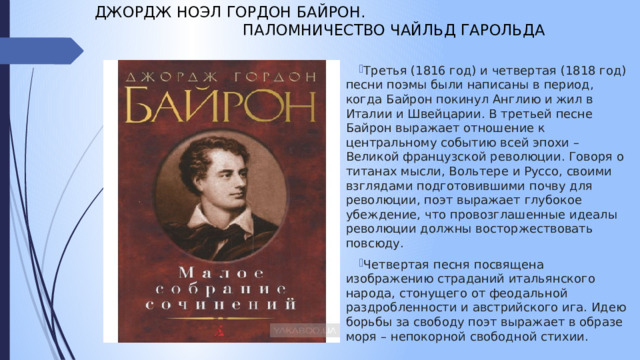 ДЖОРДЖ НОЭЛ ГОРДОН БАЙРОН.
ПАЛОМНИЧЕСТВО ЧАЙЛЬД ГАРОЛЬДА
ДЖОРДЖ ГОРДОН
БАЙРОН
Малое
собрание
сочинений
YAKABOO.UA
Третья (1816 год) и четвертая (1818 год)
песни поэмы были написаны в период,
когда Байрон покинул Англию и жил в
Италии и Швейцарии. В третьей песне
Байрон выражает отношение к
центральному событию всей эпохи –
Великой французской революции. Говоря о
титанах мысли, Вольтере и Руссо, своими
взглядами подготовившими почву для
революции, поэт выражает глубокое
убеждение, что провозглашенные идеалы
революции должны восторжествовать
повсюду.
Четвертая песня посвящена
изображению страданий итальянского
народа, стонущего от феодальной
раздробленности и австрийского ига. Идею
борьбы за свободу поэт выражает в образе
моря – непокорной свободной стихии.